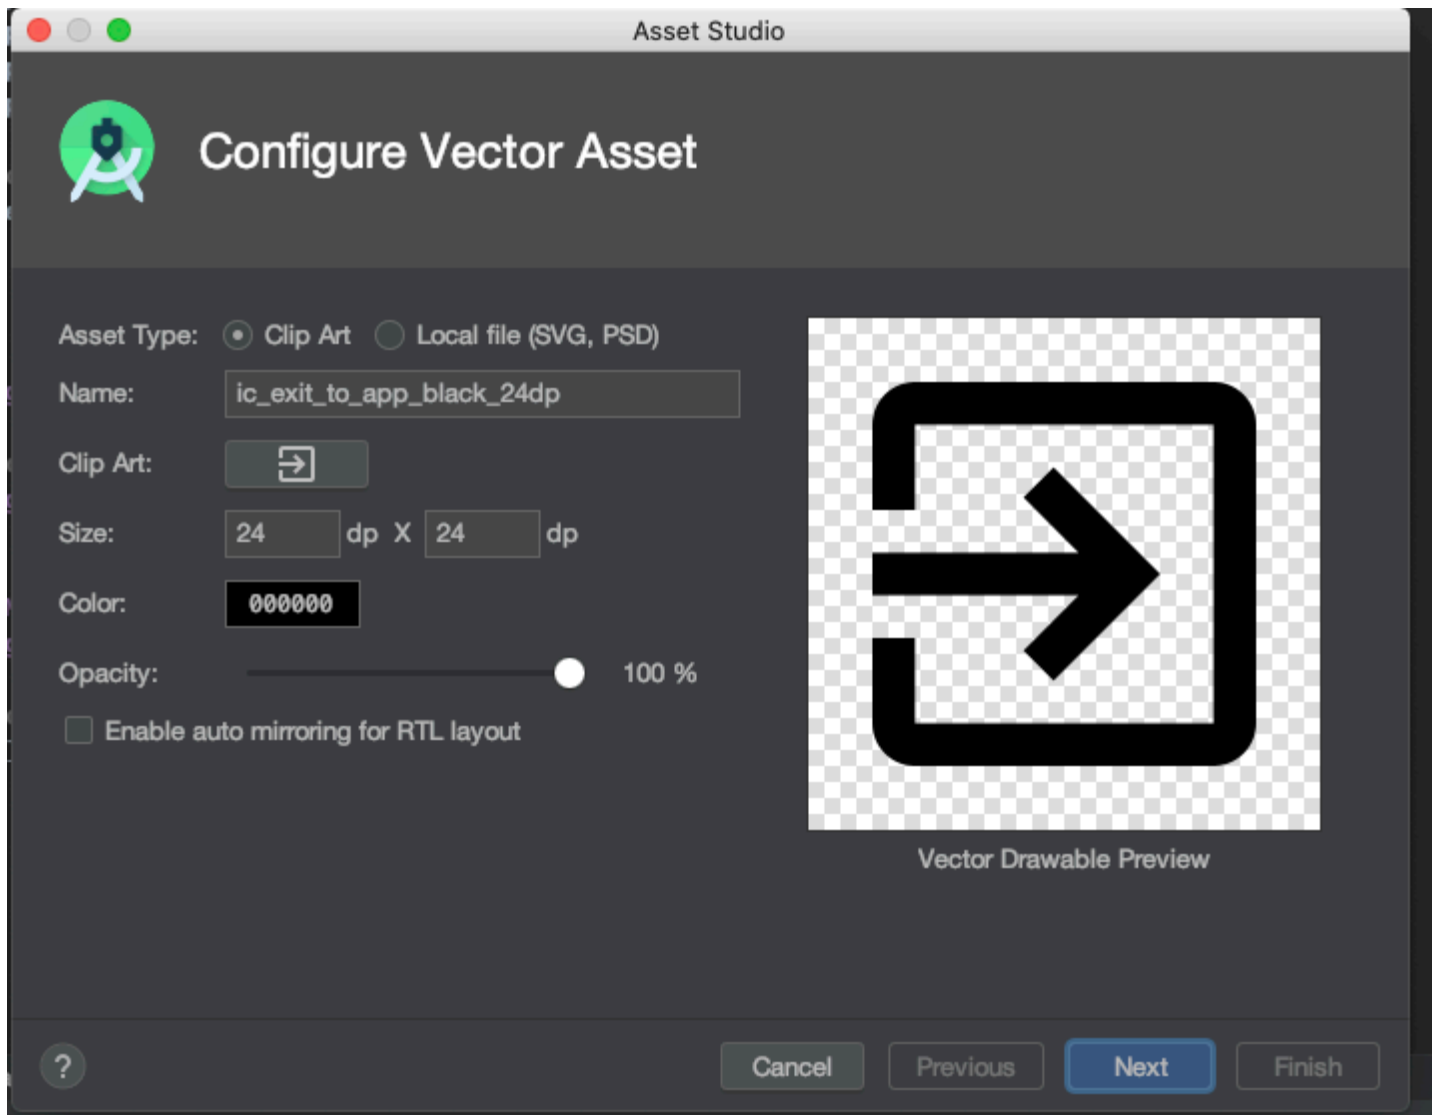 Asset Studio
Configure Vector Asset
Asset Type: Clip Art Local file (SVG, PSD)
Name: ic_exit_to_app_black_24dp
Clip Art:
Size: 24 dp X 24 dp
Color: 000000
Opacity: 100 %
Enable auto mirroring for RTL layout
Vector Drawable Preview
? Cancel Previous Next Finish